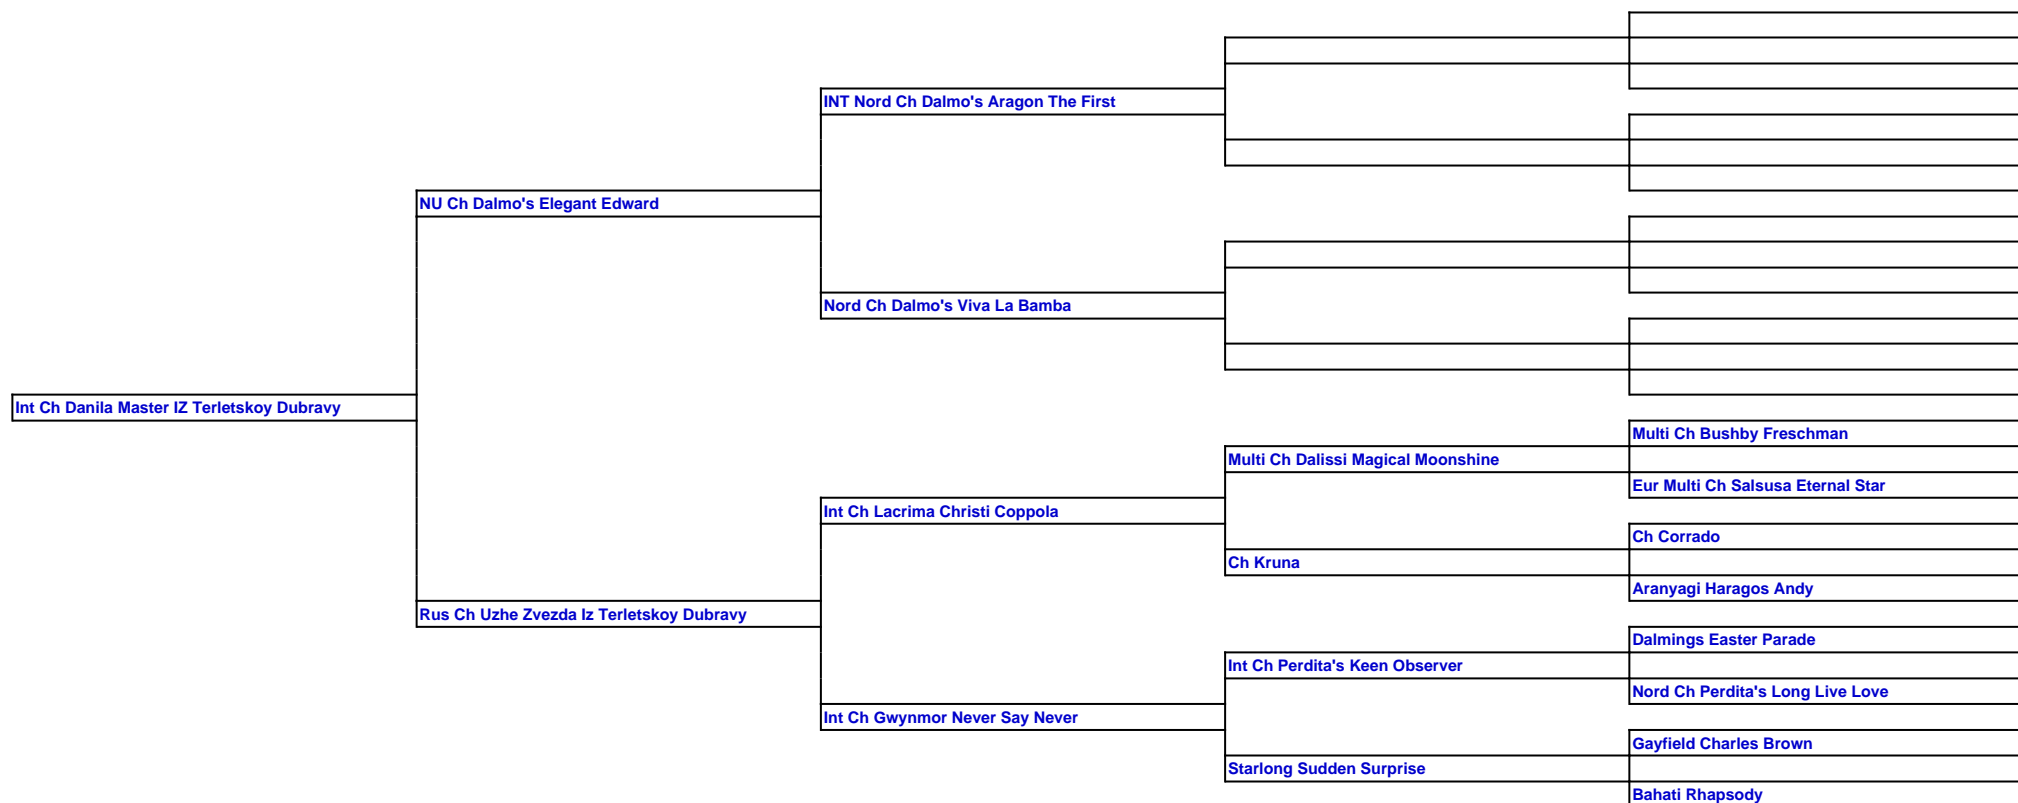 INT Nord Ch Dalmo's Aragon The First
NU Ch Dalmo's Elegant Edward
Nord Ch Dalmo's Viva La Bamba
Int Ch Danila Master IZ Terletskoy Dubravy
Multi Ch Bushby Freschman
Multi Ch Dalissi Magical Moonshine
Eur Multi Ch Salsusa Eternal Star
Int Ch Lacrima Christi Coppola
Ch Corrado
Ch Kruna
Aranyagi Haragos Andy
Rus Ch Uzhe Zvezda Iz Terletskoy Dubravy
Dalmings Easter Parade
Int Ch Perdita's Keen Observer
Nord Ch Perdita's Long Live Love
Int Ch Gwynmor Never Say Never
Gayfield Charles Brown
Starlong Sudden Surprise
Bahati Rhapsody